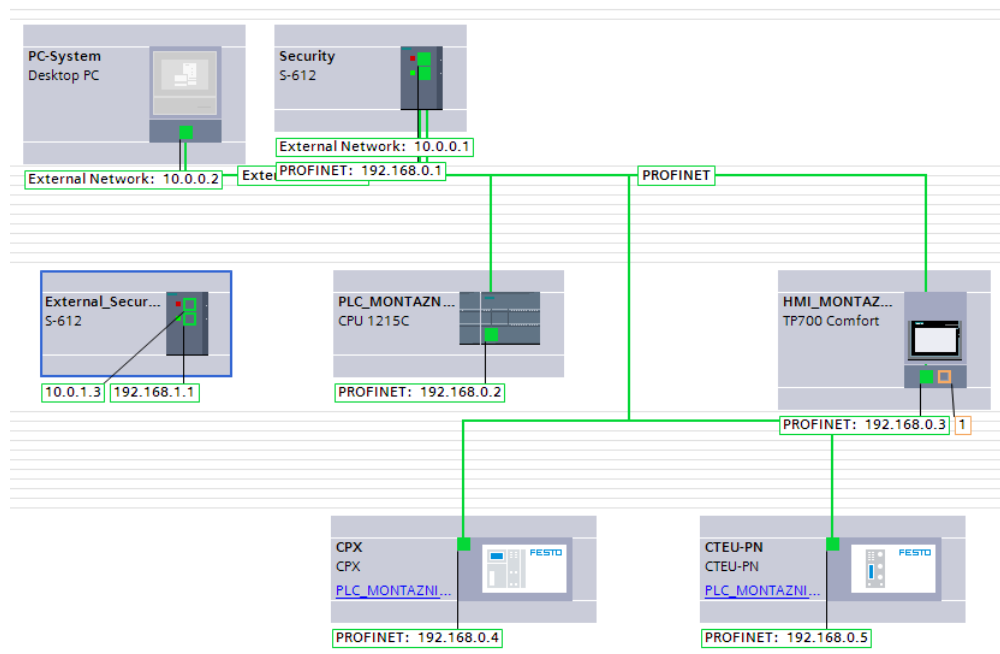 PC-System
Desktop PC
Security
S-612
External Network: 10.0.0.1
External Network: 10.0.0.2
Exter
PROFINET: 192.168.0.1
PROFINET
External_Secur...
S-612
10.0.1.3
192.168.1.1
PLC_MONTAZN...
CPU 1215C
PROFINET: 192.168.0.2
HMI_MONTAZ...
TP700 Comfort
PROFINET: 192.168.0.3
1
CPX
CPX
PLC_MONTAZNI...
FESTO
PROFINET: 192.168.0.4
CTEU-PN
CTEU-PN
PLC_MONTAZNI...
FESTO
PROFINET: 192.168.0.5